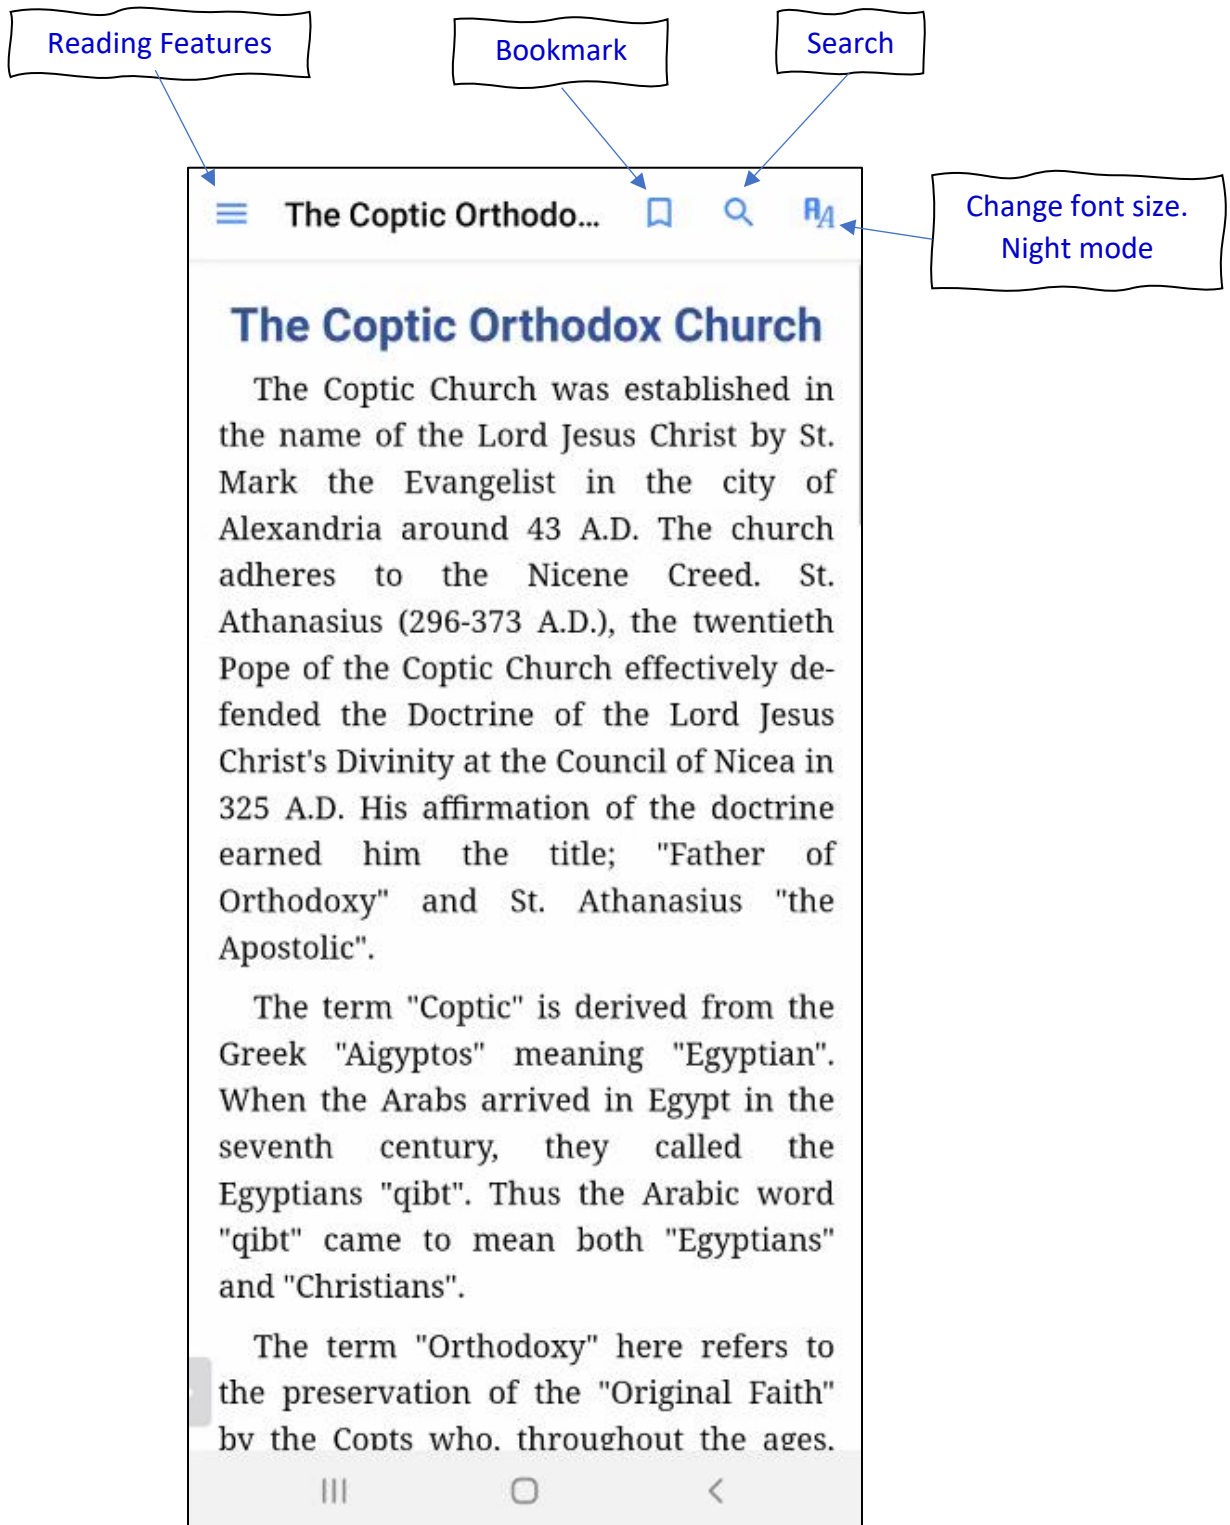 Reading Features
Bookmark
Search
Change font size.
Night mode
The Coptic Orthodo...
The Coptic Orthodox Church
The Coptic Church was established in
the name of the Lord Jesus Christ by St.
Mark the Evangelist in the city of
Alexandria around 43 A.D. The church
adheres to the Nicene Creed. St.
Athanasius (296-373 A.D.), the twentieth
Pope of the Coptic Church effectively de-
fended the Doctrine of the Lord Jesus
Christ's Divinity at the Council of Nicea in
325 A.D. His affirmation of the doctrine
earned him the title; "Father of
Orthodoxy" and St. Athanasius "the
Apostolic".
The term "Coptic" is derived from the
Greek "Aigyptos" meaning "Egyptian".
When the Arabs arrived in Egypt in the
seventh century, they called the
Egyptians "qibt". Thus the Arabic word
"qibt" came to mean both "Egyptians"
and "Christians".
The term "Orthodoxy" here refers to
the preservation of the "Original Faith"
by the Copts who, throughout the ages,